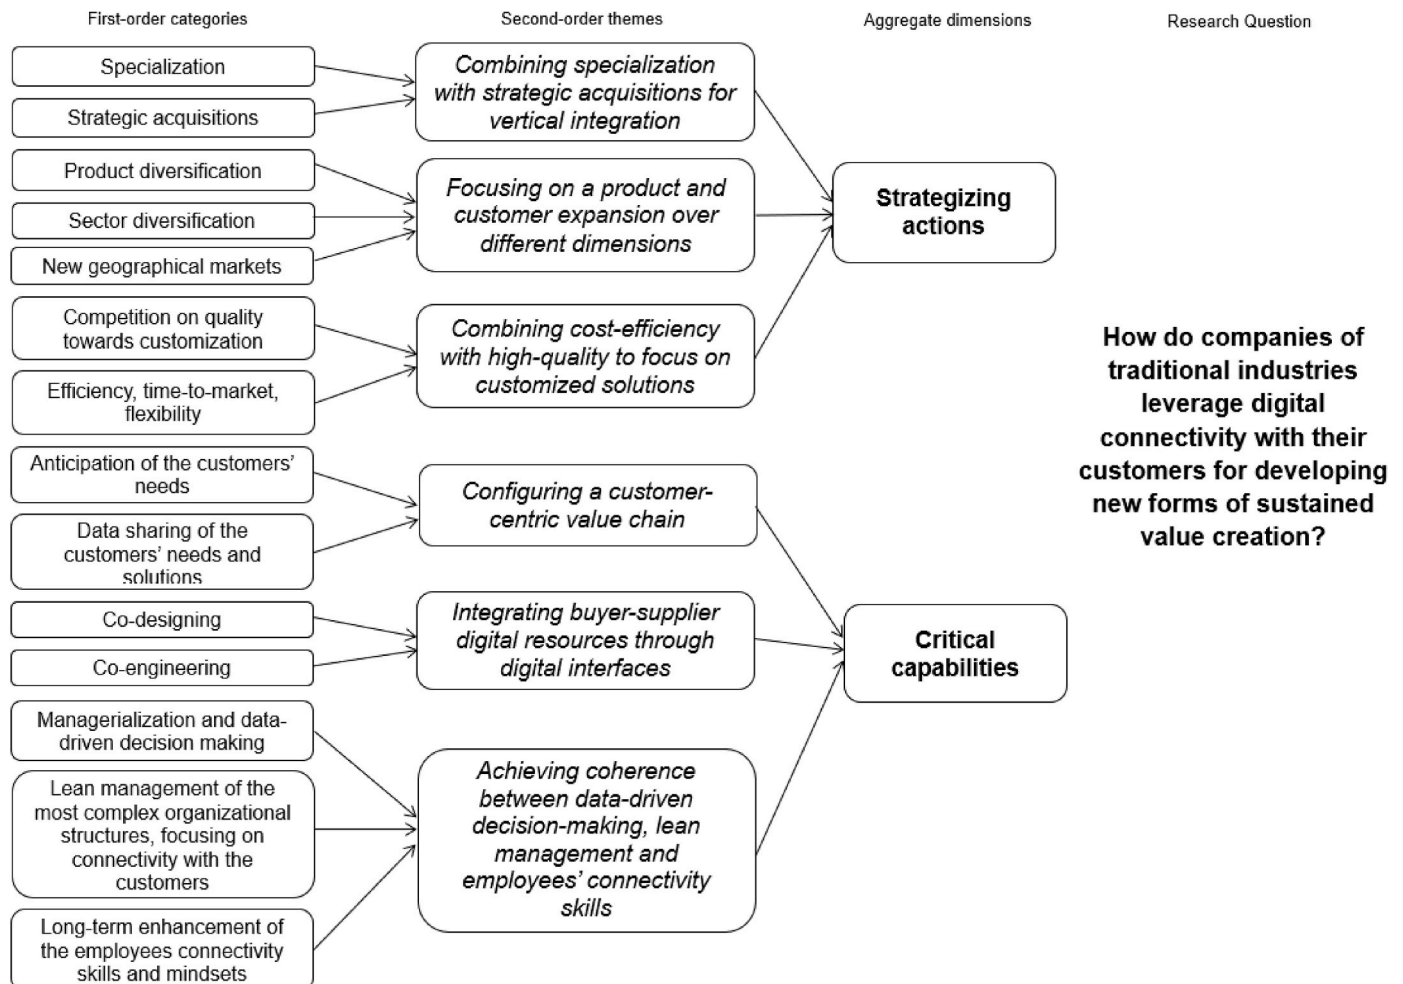 First-order categories
Second-order themes
Aggregate dimensions
Research Question
Specialization
Strategic acquisitions
Product diversification
Sector diversification
New geographical markets
Competition on quality
towards customization
Efficiency, time-to-market,
flexibility
Anticipation of the customers’
needs
Data sharing of the
customers’ needs and
solutions
Co-designing
Co-engineering
Managerialization and data-
driven decision making
Lean management of the
most complex organizational
structures, focusing on
connectivity with the
customers
Long-term enhancement of
the employees connectivity
skills and mindsets
Combining specialization
with strategic acquisitions for
vertical integration
Focusing on a product and
customer expansion over
different dimensions
Combining cost-efficiency
with high-quality to focus on
customized solutions
Configuring a customer-
centric value chain
Integrating buyer-supplier
digital resources through
digital interfaces
Achieving coherence
between data-driven
decision-making, lean
management and
employees’ connectivity
skills
Strategizing
actions
Critical
capabilities
How do companies of
traditional industries
leverage digital
connectivity with their
customers for developing
new forms of sustained
value creation?